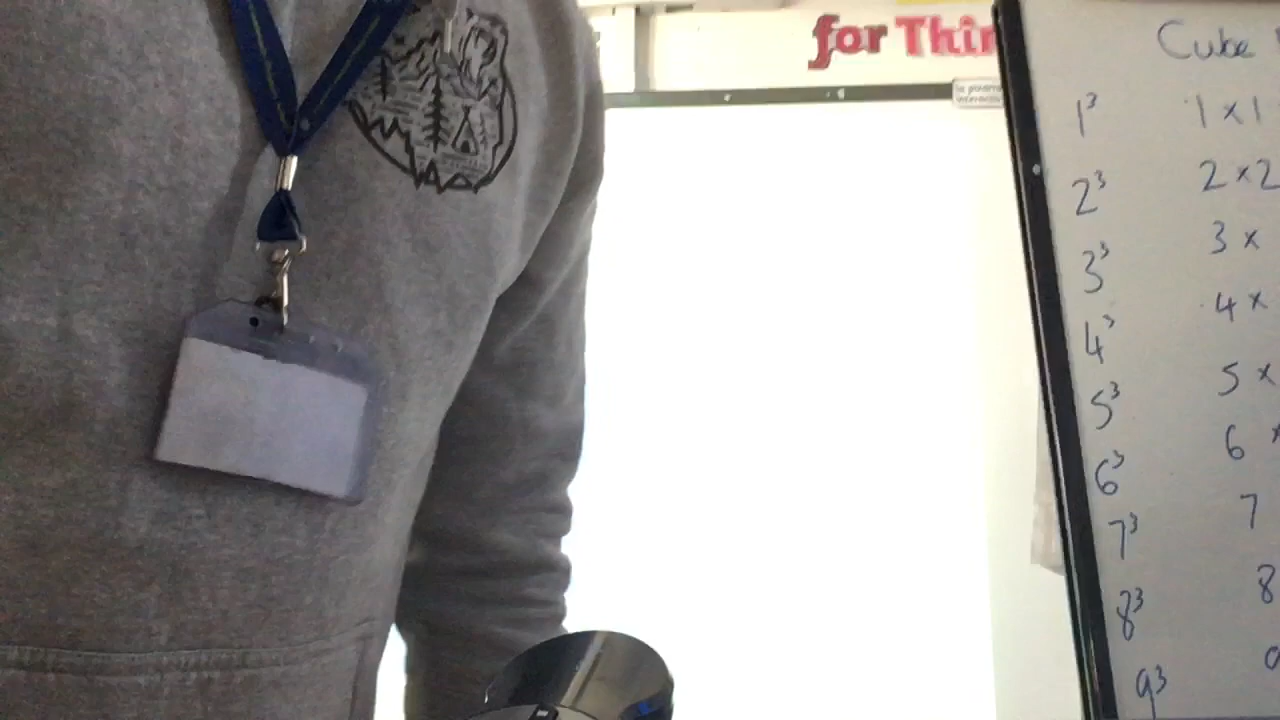 for Thin
Cube
1³ 1 x 1
2³ 2 x 2
3³ 3 x
4³ 4 x
5³ 5 x
6³ 6 x
7³ 7
8³ 8
9³